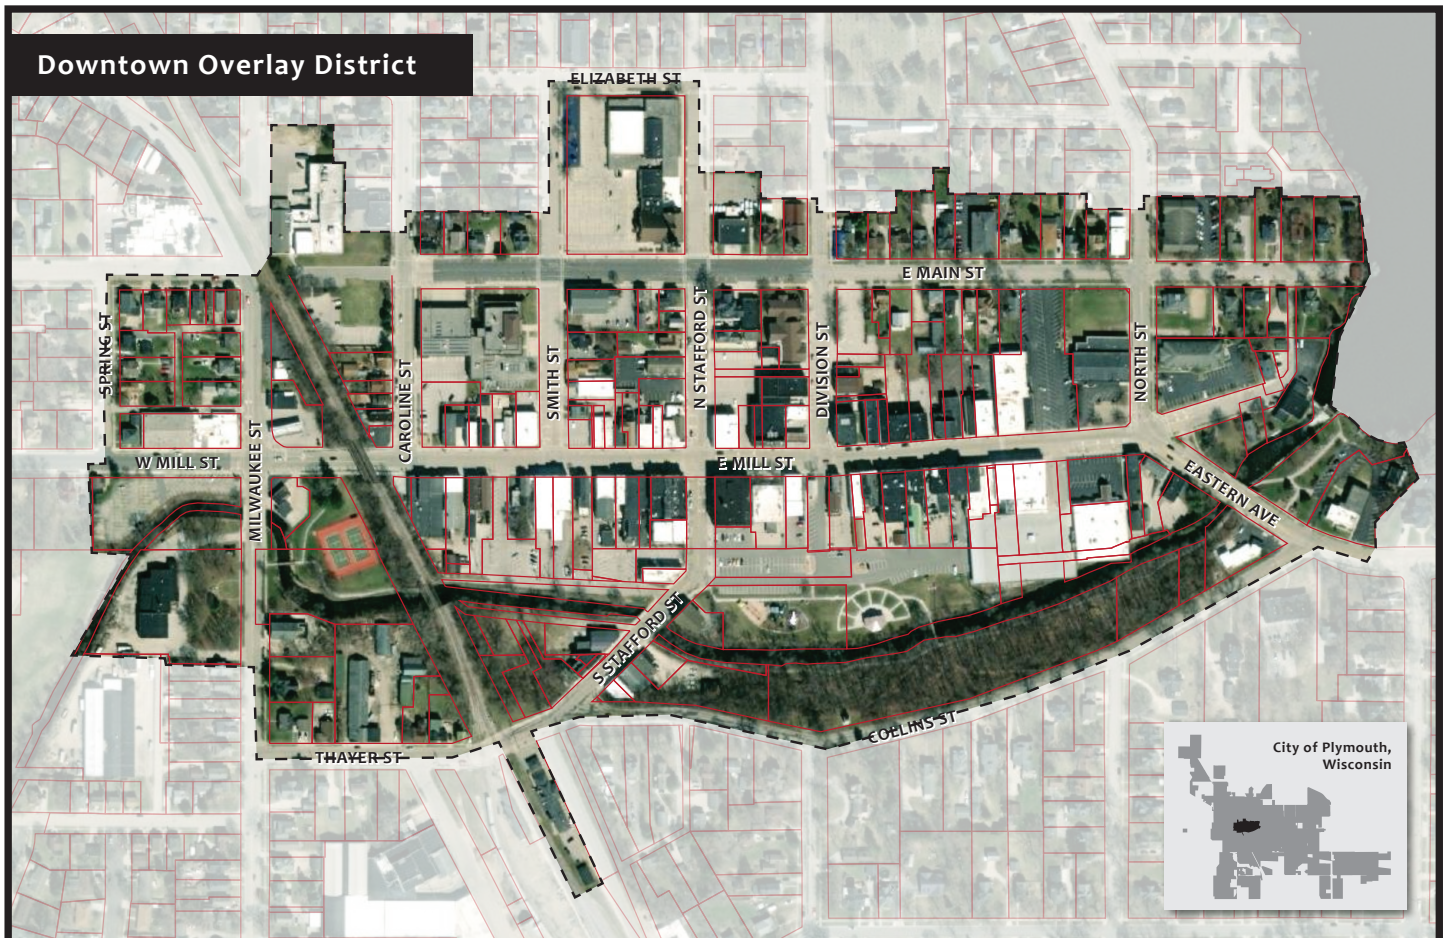 Downtown Overlay District
ELIZABETH ST
E MAIN ST
SPRING ST
N STAFFORD ST
DIVISION ST
NORTH ST
SMITH ST
CAROLINE ST
MILWAUKEE ST
W MILL ST
E MILL ST
EASTERN AVE
S STAFFORD ST
COLLINS ST
THAYER ST
City of Plymouth,
Wisconsin